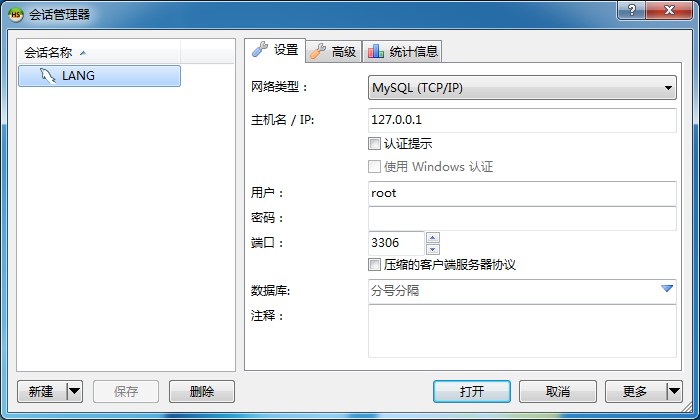 HS 会话管理器
会话名称
LANG
设置 高级 统计信息
网络类型： MySQL (TCP/IP)
主机名 / IP: 127.0.0.1
认证提示
使用 Windows 认证
用户： root
密码：
端口： 3306
压缩的客户端服务器协议
数据库: 分号分隔
注释：
新建 保存 删除 打开 取消 更多